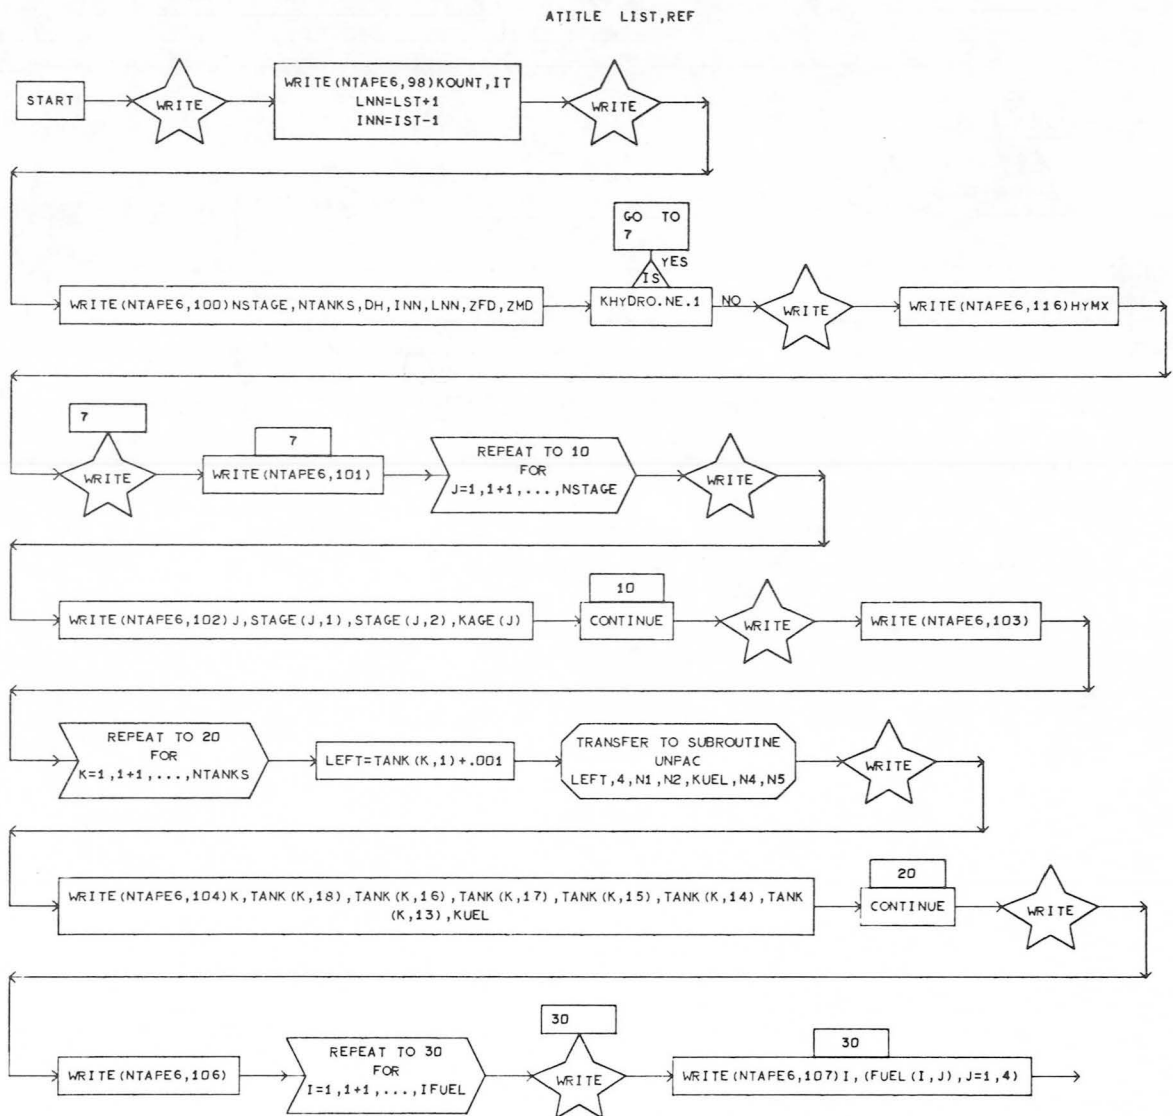 ATITLE LIST,REF
START
WRITE
WRITE(NTAPE6,98)KOUNT,IT
LNN=LST+1
INN=IST-1
WRITE
WRITE(NTAPE6,100)NSTAGE,NTANKS,DH,INN,LNN,ZFD,ZMD
GO TO
7
YES
IS
KHYDRO.NE.1
NO
WRITE
WRITE(NTAPE6,116)HYMX
7
WRITE
7
WRITE(NTAPE6,101)
REPEAT TO 10
FOR
J=1,1+1,...,NSTAGE
WRITE
WRITE(NTAPE6,102)J,STAGE(J,1),STAGE(J,2),KAGE(J)
10
CONTINUE
WRITE
WRITE(NTAPE6,103)
REPEAT TO 20
FOR
K=1,1+1,...,NTANKS
LEFT=TANK(K,1)+.001
TRANSFER TO SUBROUTINE
UNPAC
LEFT,4,N1,N2,KUEL,N4,N5
WRITE
WRITE(NTAPE6,104)K,TANK(K,18),TANK(K,16),TANK(K,17),TANK(K,15),TANK(K,14),TANK
(K,13),KUEL
20
CONTINUE
WRITE
WRITE(NTAPE6,106)
REPEAT TO 30
FOR
I=1,1+1,...,IFUEL
30
WRITE
30
WRITE(NTAPE6,107)I,(FUEL(I,J),J=1,4)